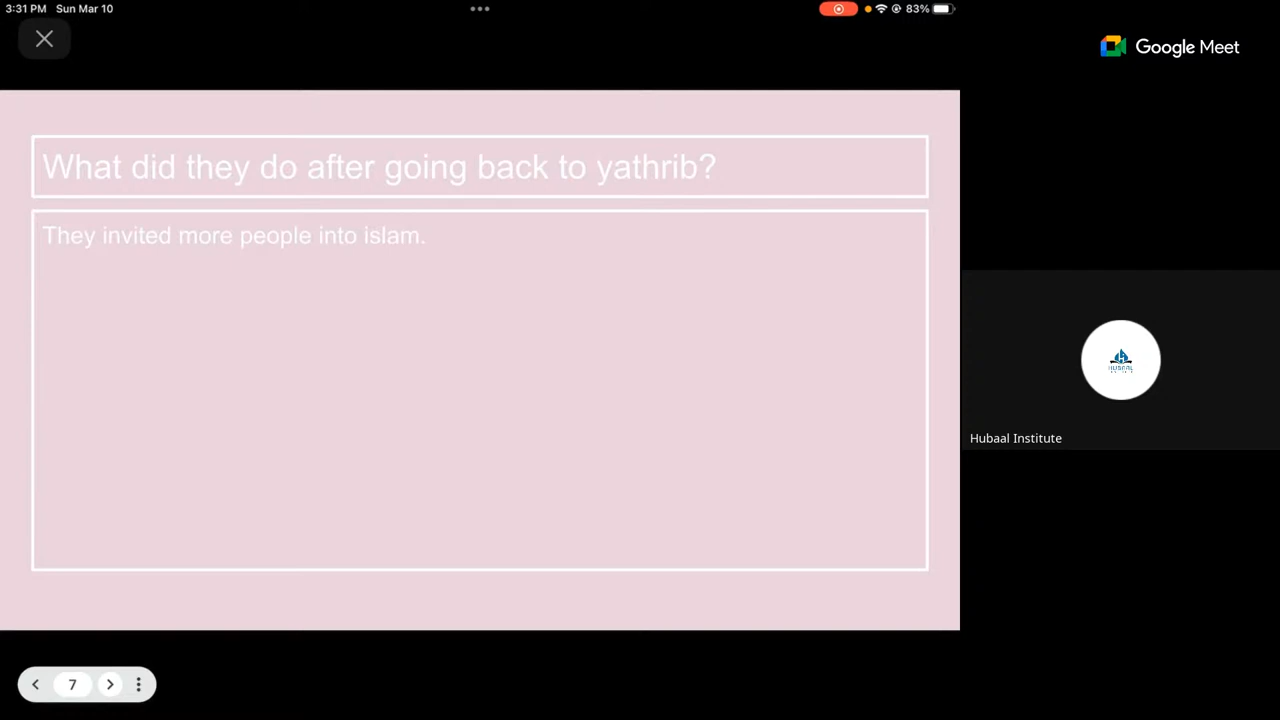 3:31 PM Sun Mar 10
83%
Google Meet
What did they do after going back to yathrib?
They invited more people into islam.
Hubaal Institute
7